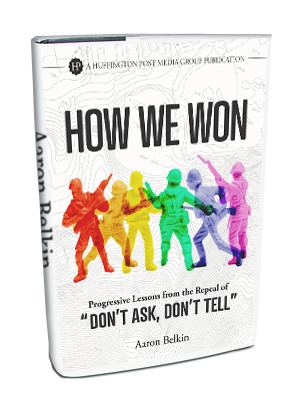 HP A HUFFINGTON POST MEDIA GROUP PUBLICATION
HOW WE WON
Progressive Lessons from the Repeal of
"DON'T ASK, DON'T TELL"
Aaron Belkin
Aaron Belkin